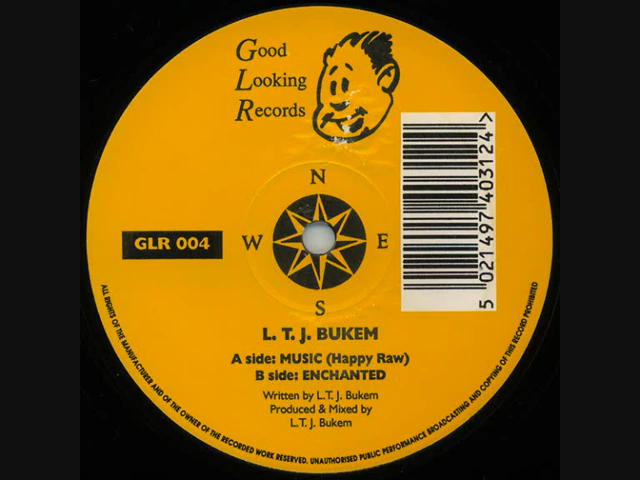 Good
Looking
Records
N
W
E
S
GLR 004
5 021497 403124 >
L. T. J. BUKEM
A side: MUSIC (Happy Raw)
B side: ENCHANTED
Written by L.T. J. Bukem
Produced & Mixed by
L.T. J. Bukem
ALL RIGHTS OF THE MANUFACTURER AND OF THE OWNER OF THE RECORDED WORK RESERVED. UNAUTHORISED PUBLIC PERFORMANCE BROADCASTING AND COPYING OF THIS RECORD PROHIBITED